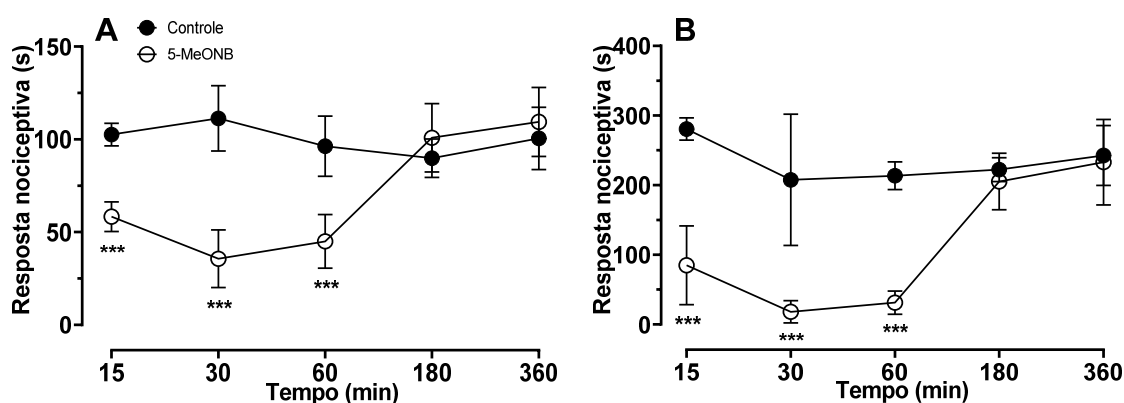 A
Controle
5-MeONB
Resposta nociceptiva (s)
150
100
50
0
***
***
***
15 30 60 180 360
Tempo (min)
B
Resposta nociceptiva (s)
400
300
200
100
0
***
***
***
15 30 60 180 360
Tempo (min)